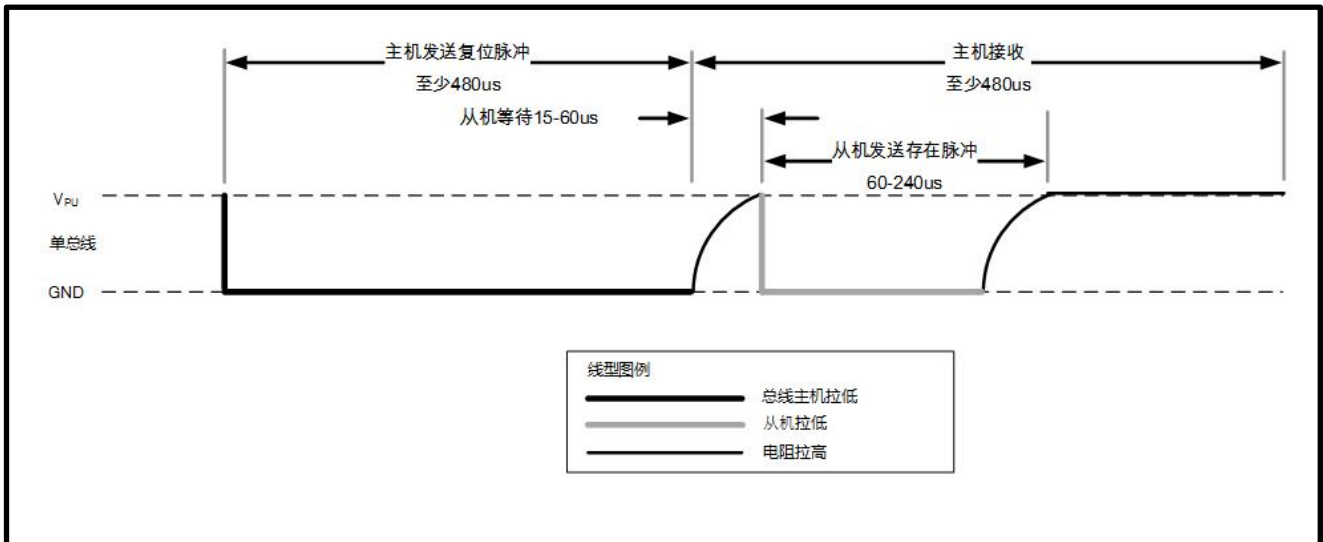 主机发送复位脉冲
至少480us
主机接收
至少480us
从机等待15-60us
从机发送存在脉冲
60-240us
VPU
单总线
GND
线型图例
总线主机拉低
从机拉低
电阻拉高